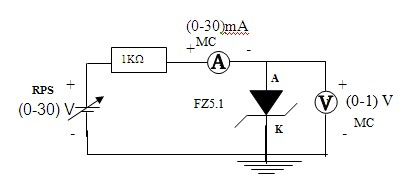 (0-30)mA
+ MC -
1KΩ
A
RPS +
(0-30) V
-
FZ5.1
A
K
V
+
(0-1) V
-
MC